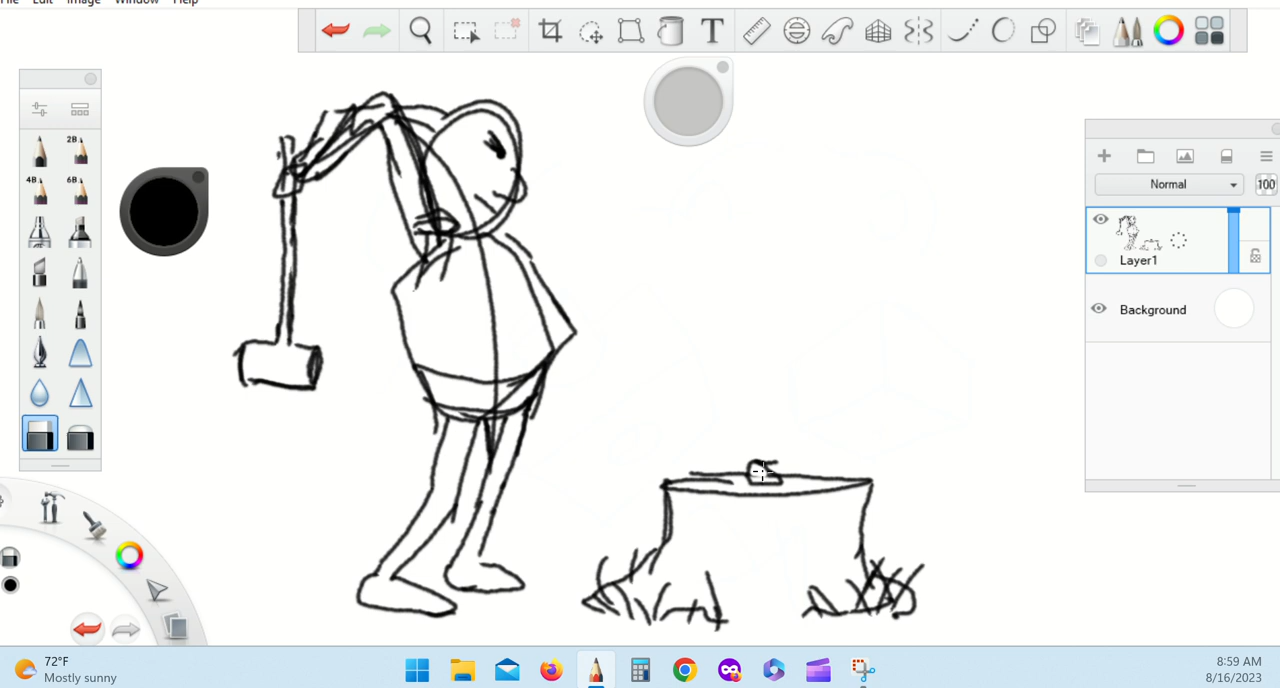 File Edit Image Window Help
T
2B
4B 6B
Normal 100
Layer1
Background
72°F
Mostly sunny
8:59 AM
8/16/2023